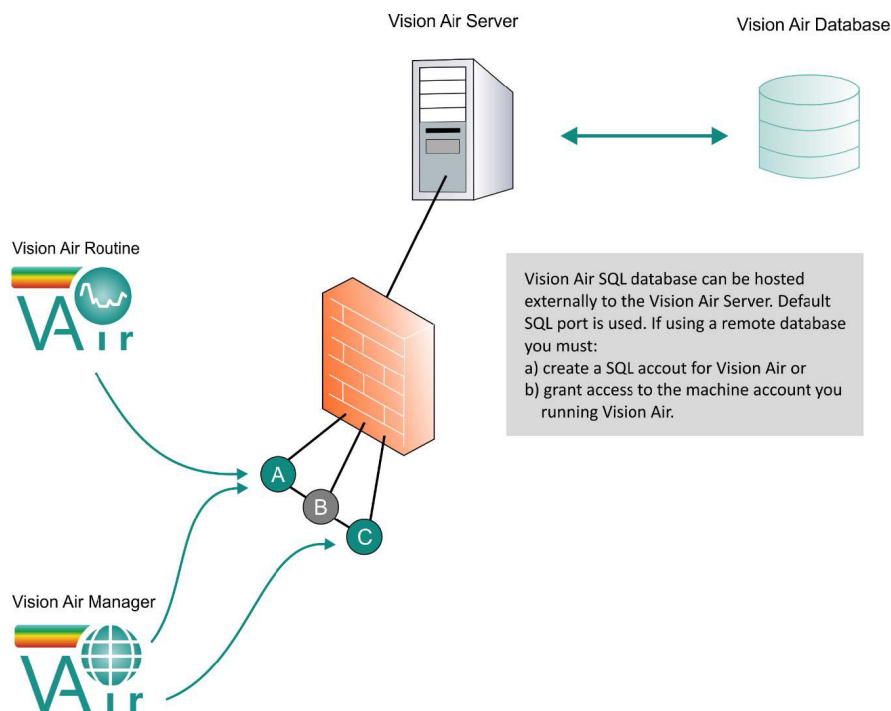 Vision Air Server
Vision Air Database
Vision Air Routine
VAir
Vision Air SQL database can be hosted
externally to the Vision Air Server. Default
SQL port is used. If using a remote database
you must:
a) create a SQL accout for Vision Air or
b) grant access to the machine account you
running Vision Air.
A
B
C
Vision Air Manager
VAir